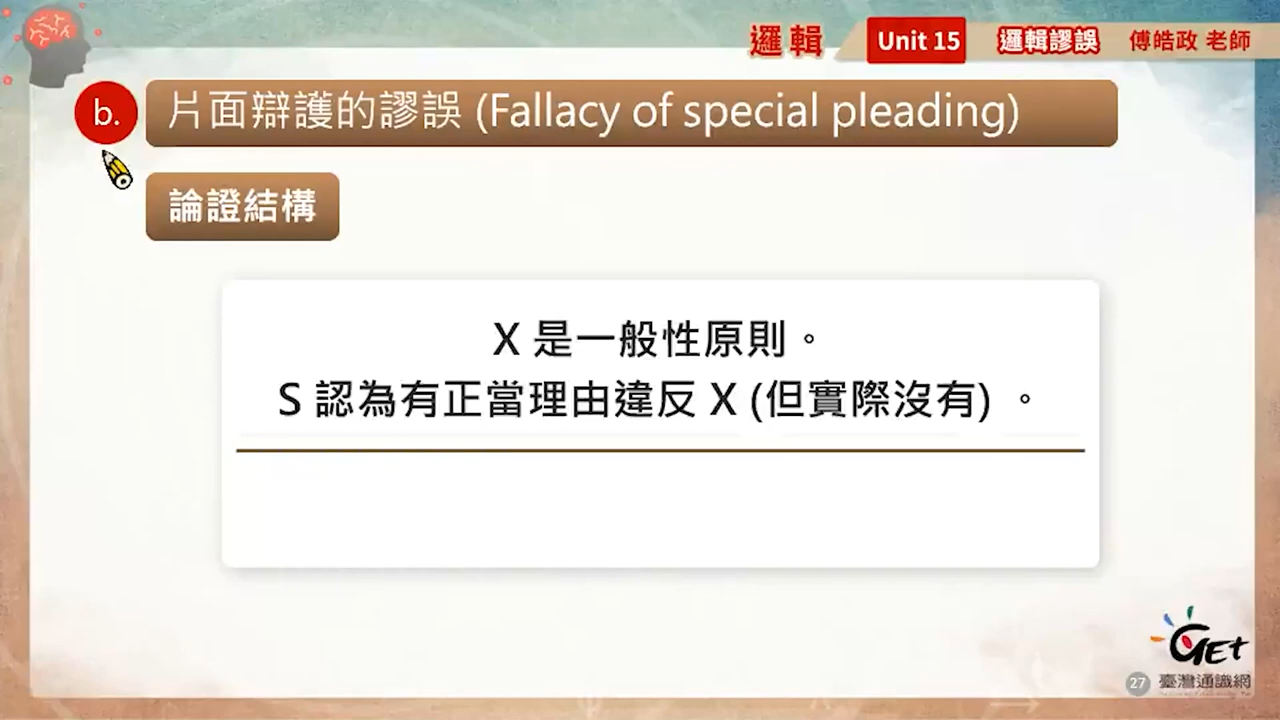 邏輯 Unit 15 邏輯謬誤 傅皓政 老師
b. 片面辯護的謬誤 (Fallacy of special pleading)
論證結構
X 是一般性原則。
S 認為有正當理由違反 X (但實際沒有) 。
GET
27 臺灣通識網